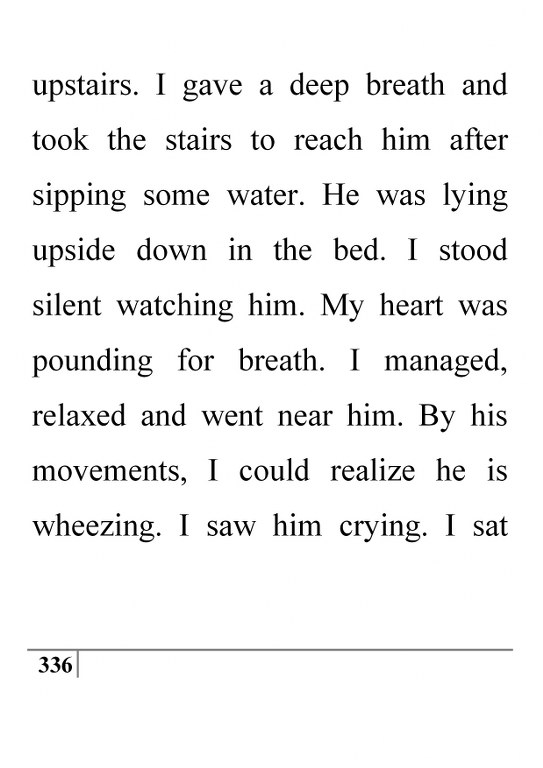 upstairs. I gave a deep breath and
took the stairs to reach him after
sipping some water. He was lying
upside down in the bed. I stood
silent watching him. My heart was
pounding for breath. I managed,
relaxed and went near him. By his
movements, I could realize he is
wheezing. I saw him crying. I sat
336